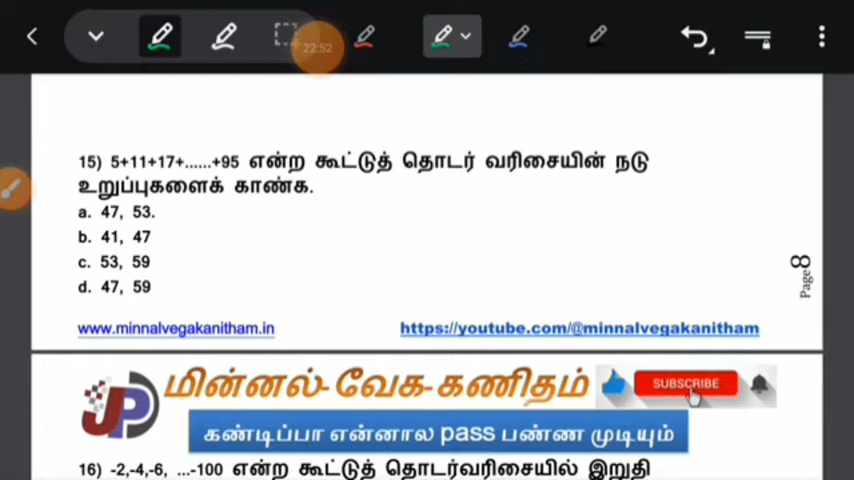 22:52
15) 5+11+17+......+95 என்ற கூட்டுத் தொடர் வரிசையின் நடு
உறுப்புகளைக் காண்க.
a. 47, 53.
b. 41, 47
c. 53, 59
d. 47, 59
Page8
www.minnalvegakanitham.in https://youtube.com/@minnalvegakanitham
JP மின்னல்-வேக-கணிதம் SUBSCRIBE
கண்டிப்பா என்னால pass பண்ண முடியும்
16) -2,-4,-6, ...-100 என்ற கூட்டுத் தொடர்வரிசையில் இறுதி